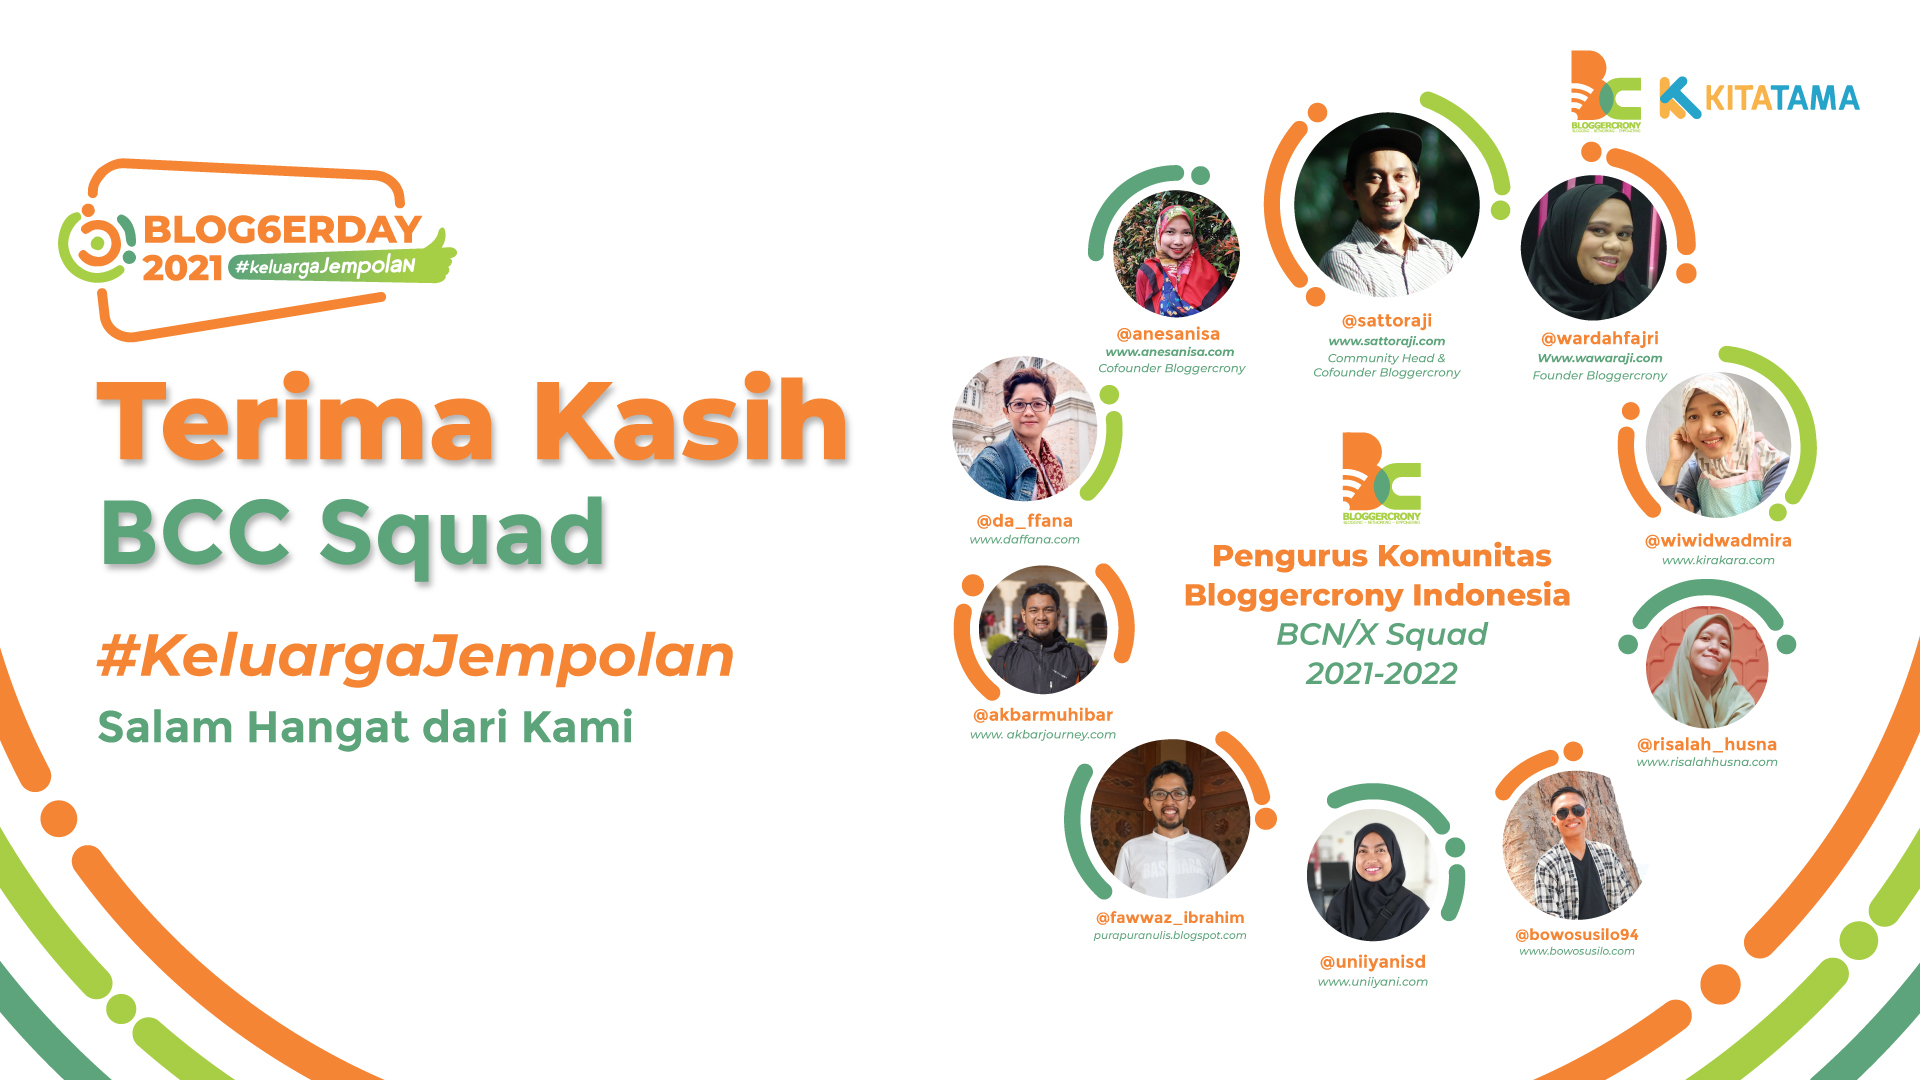 BLOG6ERDAY
2021 #keluargaJempolaN
Terima Kasih
BCC Squad
#KeluargaJempolan
Salam Hangat dari Kami
BLOGGERCRONY
KITATAMA
@anesanisa
www.anesanisa.com
Cofounder Bloggercrony
@sattoraji
www.sattoraji.com
Community Head &
Cofounder Bloggercrony
@wardahfajri
Www.wawaraji.com
Founder Bloggercrony
@da_ffana
www.daffana.com
@wiwidwadmira
www.kirakara.com
BLOGGERCRONY
Pengurus Komunitas
Bloggercrony Indonesia
BCN/X Squad
2021-2022
@akbarmuhibar
www. akbarjourney.com
@risalah_husna
www.risalahhusna.com
@fawwaz_ibrahim
purapuranulis.blogspot.com
@uniiyanisd
www.uniiyani.com
@bowosusilo94
www.bowosusilo.com